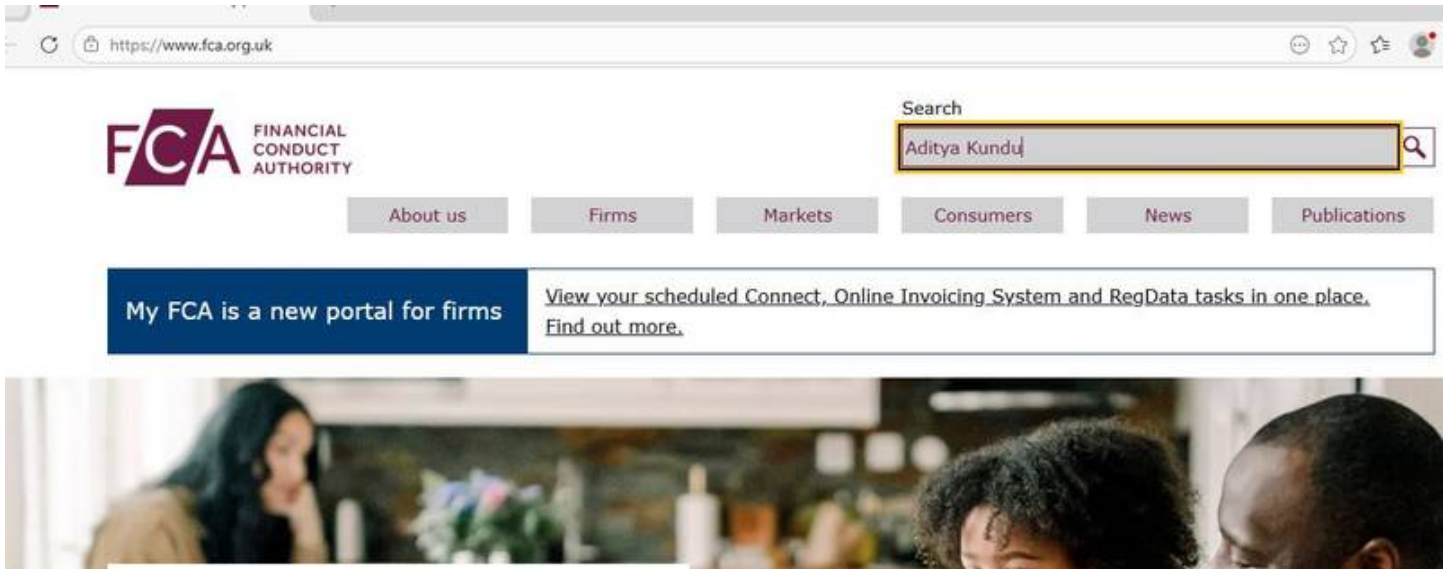 https://www.fca.org.uk
Search
FCA FINANCIAL
CONDUCT
AUTHORITY
Aditya Kundu
About us Firms Markets Consumers News Publications
My FCA is a new portal for firms
View your scheduled Connect, Online Invoicing System and RegData tasks in one place.
Find out more.